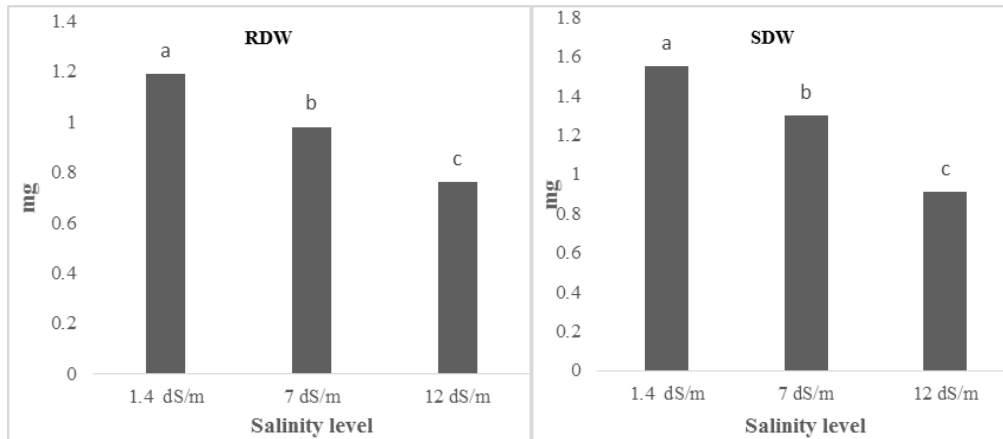 RDW
mg
1.4
1.2
1
0.8
0.6
0.4
0.2
0
a
b
c
1.4 dS/m 7 dS/m 12 dS/m
Salinity level
SDW
mg
1.8
1.6
1.4
1.2
1
0.8
0.6
0.4
0.2
0
a
b
c
1.4 dS/m 7 dS/m 12 dS/m
Salinity level